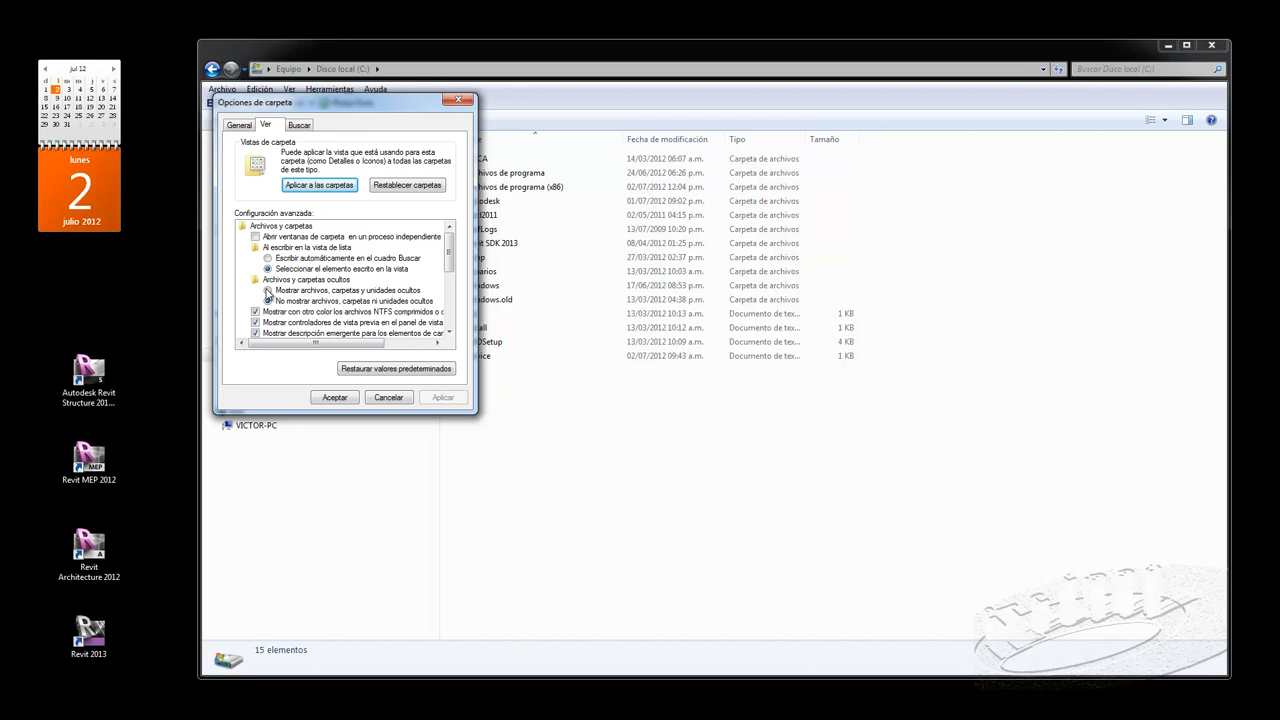 jul 12
d l m m j v s
1 2 3 4 5 6 7
8 9 10 11 12 13 14
15 16 17 18 19 20 21
22 23 24 25 26 27 28
29 30 31
lunes
2
julio 2012
Autodesk Revit
Structure 201...
Revit MEP 2012
Revit
Architecture 2012
Revit 2013
Equipo
Disco local (C:)
Buscar Disco local (C:)
Archivo Edición Ver Herramientas Ayuda
Opciones de carpeta
General Ver Buscar
Vistas de carpeta
Puede aplicar la vista que está usando para esta
carpeta (como Detalles o Iconos) a todas las carpetas
de este tipo.
Aplicar a las carpetas Restablecer carpetas
Configuración avanzada:
Archivos y carpetas
Abrir ventanas de carpeta en un proceso independiente
Al escribir en la vista de lista
Escribir automáticamente en el cuadro Buscar
Seleccionar el elemento escrito en la vista
Archivos y carpetas ocultos
Mostrar archivos, carpetas y unidades ocultos
No mostrar archivos, carpetas ni unidades ocultos
Mostrar con otro color los archivos NTFS comprimidos o c
Mostrar controladores de vista previa en el panel de vista
Mostrar descripción emergente para los elementos de car
Restaurar valores predeterminados
Aceptar Cancelar Aplicar
Fecha de modificación Tipo Tamaño
CA 14/03/2012 06:07 a.m. Carpeta de archivos
chivos de programa 24/06/2012 06:26 p.m. Carpeta de archivos
chivos de programa (x86) 02/07/2012 12:04 p.m. Carpeta de archivos
odesk 01/07/2012 09:02 p.m. Carpeta de archivos
l2011 02/05/2011 04:15 p.m. Carpeta de archivos
fLogs 13/07/2009 10:20 p.m. Carpeta de archivos
it SDK 2013 08/04/2012 01:25 p.m. Carpeta de archivos
27/03/2012 02:37 p.m. Carpeta de archivos
uarios 13/03/2012 10:23 a.m. Carpeta de archivos
dows 17/06/2012 08:53 p.m. Carpeta de archivos
dows.old 13/03/2012 04:38 p.m. Carpeta de archivos
13/03/2012 10:12 a.m. Documento de tex... 1 KB
all 13/03/2012 10:12 a.m. Documento de tex... 1 KB
DSetup 13/03/2012 10:09 a.m. Documento de tex... 4 KB
ice 02/07/2012 09:43 a.m. Documento de tex... 1 KB
VICTOR-PC
15 elementos